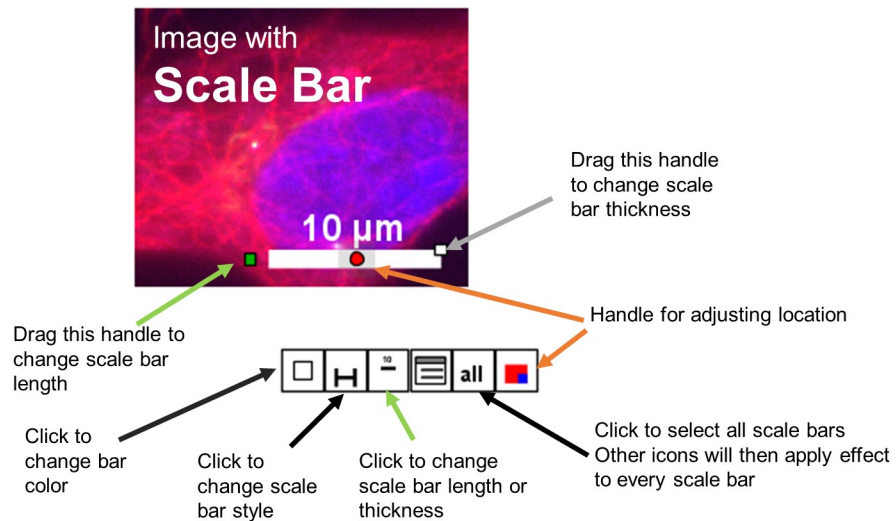 Image with
Scale Bar
10 µm
Drag this handle
to change scale
bar thickness
Handle for adjusting location
Drag this handle to
change scale bar
length
10
all
Click to
change bar
color
Click to
change scale
bar style
Click to change
scale bar length or
thickness
Click to select all scale bars
Other icons will then apply effect
to every scale bar